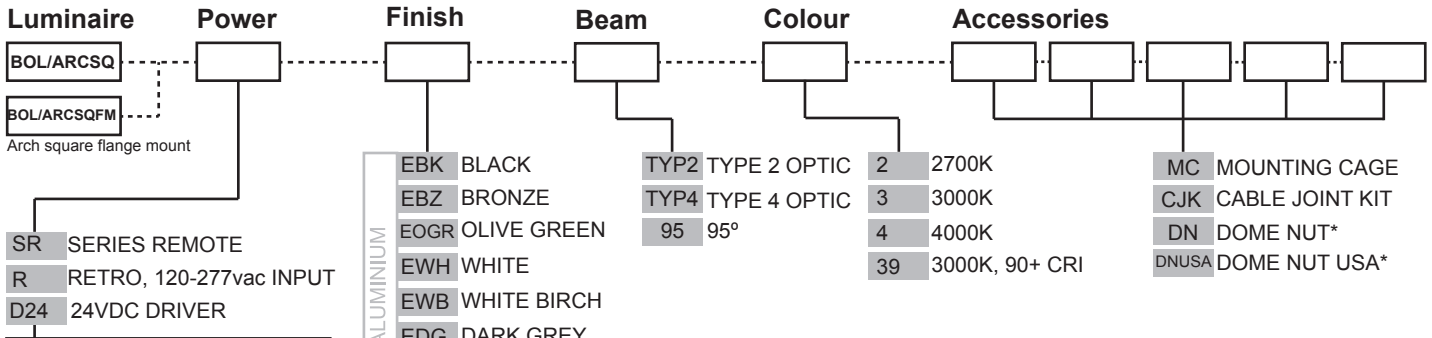 Luminaire Power Finish Beam Colour Accessories
BOL/ARCSQ
BOL/ARCSQFM
Arch square flange mount
SR SERIES REMOTE
R RETRO, 120-277vac INPUT
D24 24VDC DRIVER
ALUMINIUM
EBK BLACK
EBZ BRONZE
EOGR OLIVE GREEN
EWH WHITE
EWB WHITE BIRCH
EDG DARK GREY
TYP2 TYPE 2 OPTIC
TYP4 TYPE 4 OPTIC
95 95º
2 2700K
3 3000K
4 4000K
39 3000K, 90+ CRI
MC MOUNTING CAGE
CJK CABLE JOINT KIT
DN DOME NUT*
DNUSA DOME NUT USA*